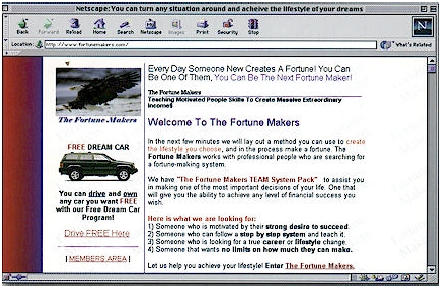 Netscape: You can turn any situation around and acheive the lifestyle of your dreams
Back Forward Reload Home Search Netscape Images Print Security Stop
Location: http://www.fortunemakers.com/ What's Related
The Fortune Makers
FREE DREAM CAR
You can drive and own
any car you want FREE
with our Free Dream Car
Program!
Drive FREE Here
| MEMBERS AREA |
Every Day Someone New Creates A Fortune! You Can
Be One Of Them, You Can Be The Next Fortune Maker!
The Fortune Makers
Teaching Motivated People Skills To Create Massive Extraordinary
Income$
Welcome To The Fortune Makers
In the next few minutes we will lay out a method you can use to create
the lifestyle you choose, and in the process make a fortune. The
Fortune Makers works with professional people who are searching for
a fortune-making system.
We have "The Fortune Makers TEAM System Pack" to assist you
in making one of the most important decisions of your life. One that
will give you the ability to achieve any level of financial success you
wish.
Here is what we are looking for:
1) Someone who is motivated by their strong desire to succeed.
2) Someone who can follow a step by step system and teach it.
3) Someone who is looking for a true career or lifestyle change.
4) Someone that wants no limits on how much they can make.
Let us help you achieve your lifestyle! Enter The Fortune Makers.